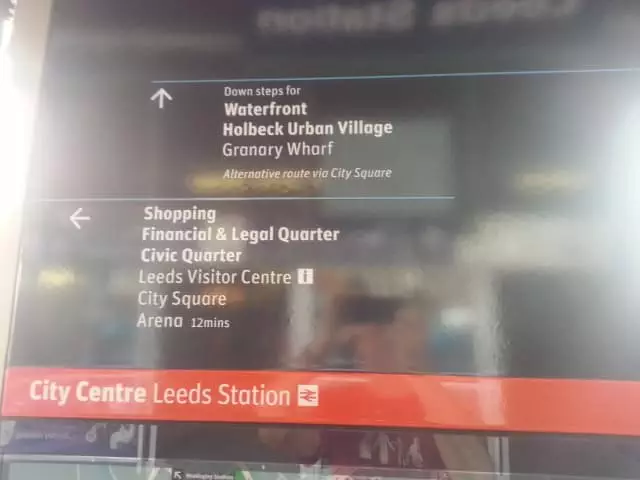 Down steps for
Waterfront
Holbeck Urban Village
Granary Wharf
Alternative route via City Square
Shopping
Financial & Legal Quarter
Civic Quarter
Leeds Visitor Centre i
City Square
Arena 12mins
City Centre Leeds Station